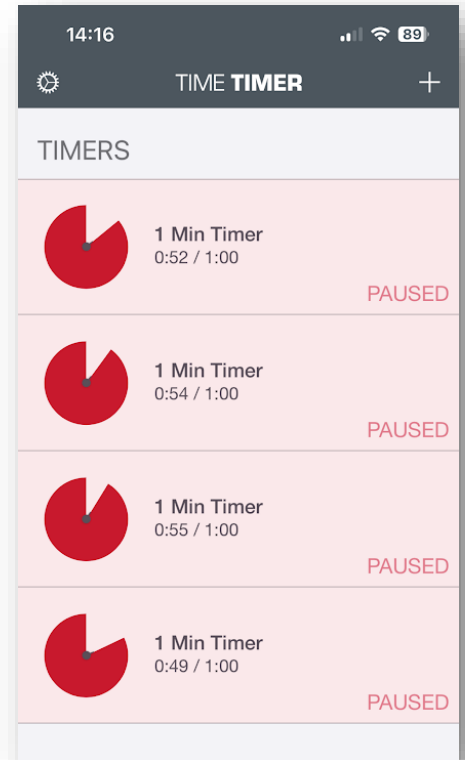 14:16 89
TIME TIMER
TIMERS
1 Min Timer
0:52 / 1:00
PAUSED
1 Min Timer
0:54 / 1:00
PAUSED
1 Min Timer
0:55 / 1:00
PAUSED
1 Min Timer
0:49 / 1:00
PAUSED